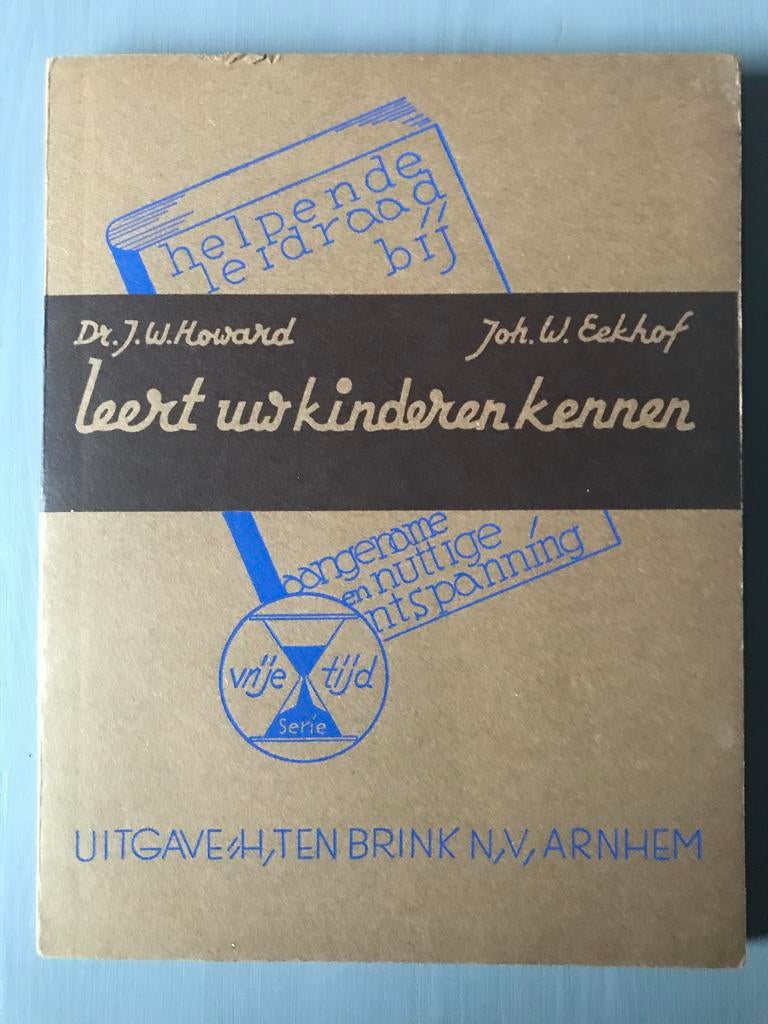 helpende
leidraad
bij
Dr. J. W. Howard Joh. W. Eekhof
leert uw kinderen kennen
aangename
en nuttige
ntspanning
vrije tijd
Serie
UITGAVE: H, TEN BRINK N, V, ARNHEM